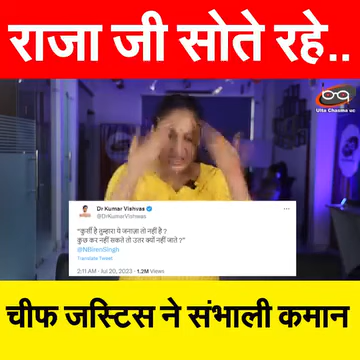 राजा जी सोते रहे..
Ulta Chasma uc
Dr Kumar Vishvas
@DrKumarVishwas
"कुर्सी है तुम्हारा ये जनाज़ा तो नहीं है ?
कुछ कर नहीं सकते तो उतर क्यों नहीं जाते ?"
@NBirenSingh
Translate Tweet
2:11 AM · Jul 20, 2023 · 1.2M Views
चीफ जस्टिस ने संभाली कमान